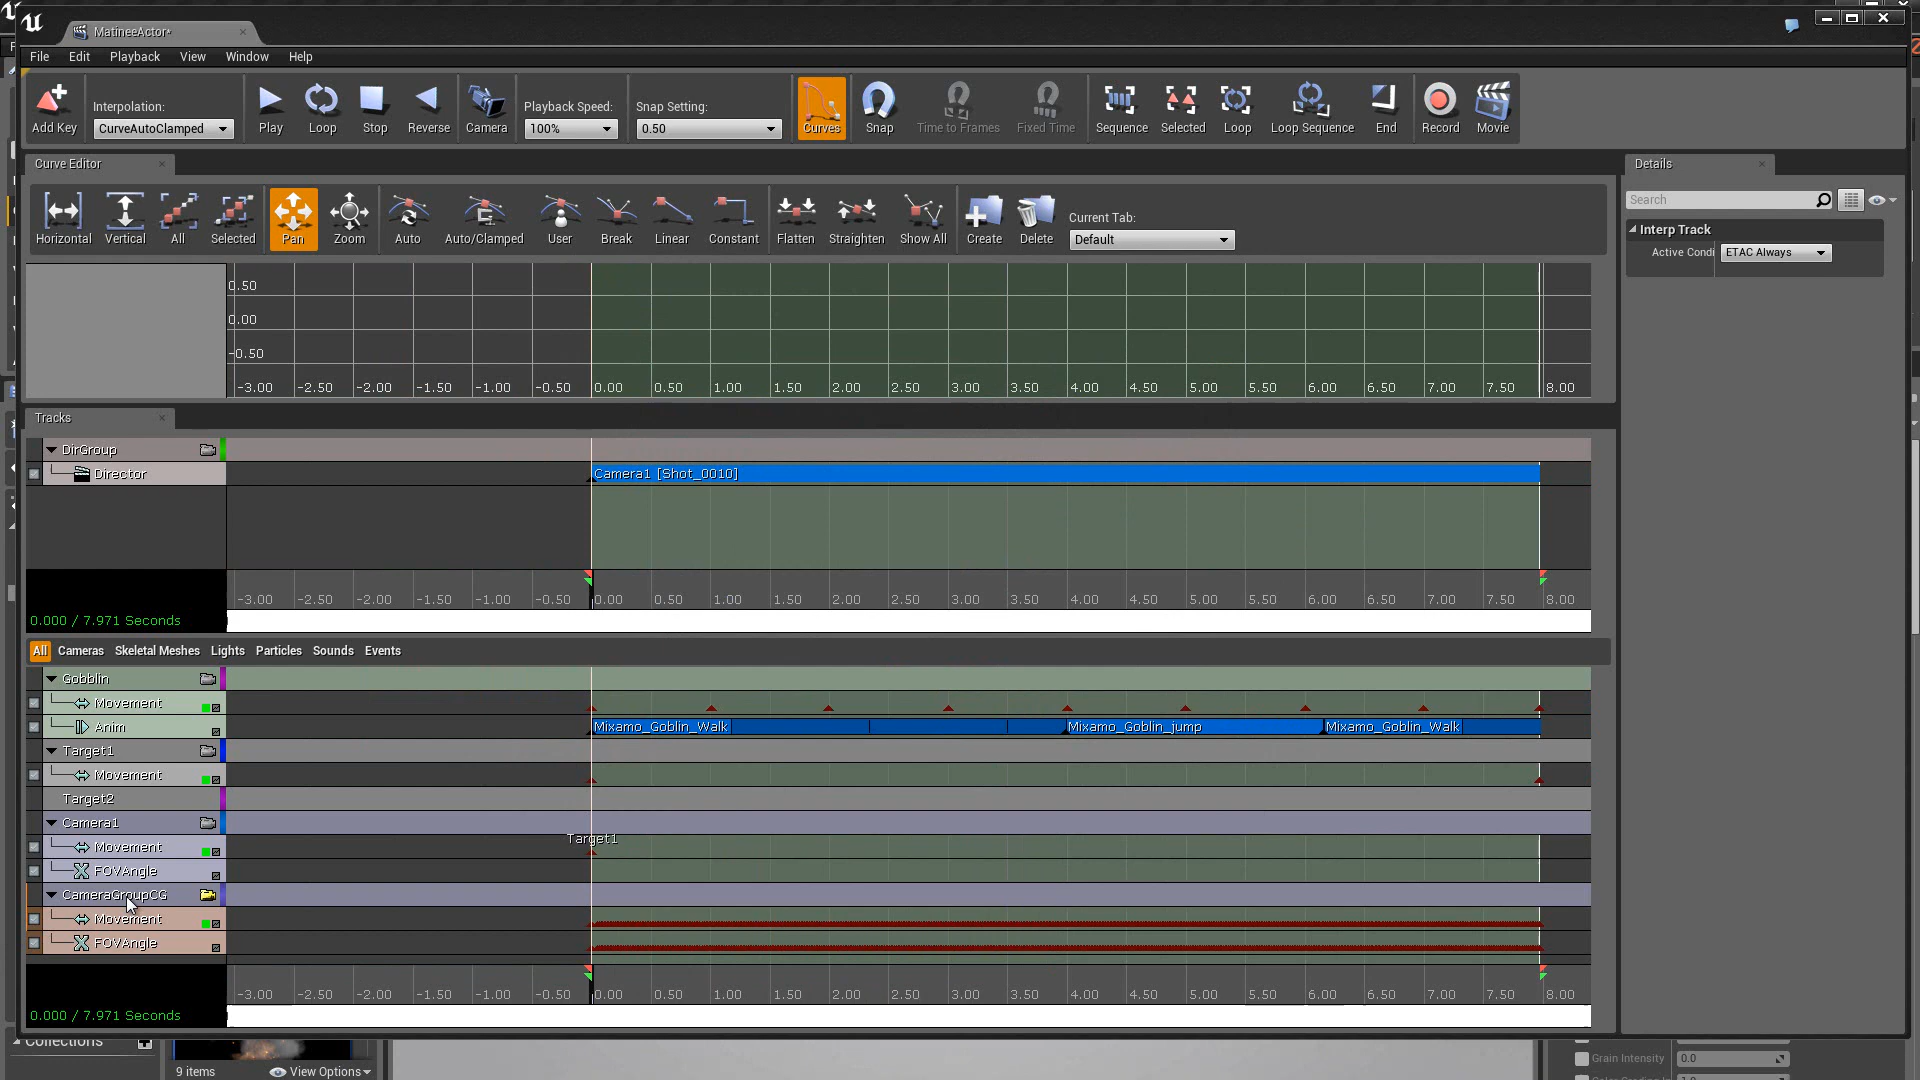 MatineeActor*
File Edit Playback View Window Help
Add Key
Interpolation:
CurveAutoClamped
Play Loop Stop Reverse Camera
Playback Speed:
100%
Snap Setting:
0.50
Curves Snap Time to Frames Fixed Time Sequence Selected Loop Loop Sequence End Record Movie
Curve Editor
Details
Horizontal Vertical All Selected Pan Zoom Auto Auto/Clamped User Break Linear Constant Flatten Straighten Show All Create Delete
Current Tab:
Default
Search
Interp Track
Active Condi ETAC Always
0.50
0.00
-0.50
-3.00 -2.50 -2.00 -1.50 -1.00 -0.50 0.00 0.50 1.00 1.50 2.00 2.50 3.00 3.50 4.00 4.50 5.00 5.50 6.00 6.50 7.00 7.50 8.00
Tracks
DirGroup
Director Camera1 [Shot_0010]
-3.00 -2.50 -2.00 -1.50 -1.00 -0.50 0.00 0.50 1.00 1.50 2.00 2.50 3.00 3.50 4.00 4.50 5.00 5.50 6.00 6.50 7.00 7.50 8.00
0.000 / 7.971 Seconds
All Cameras Skeletal Meshes Lights Particles Sounds Events
Gobblin
Movement
Anim Mixamo_Goblin_Walk Mixamo_Goblin_jump Mixamo_Goblin_Walk
Target1
Movement
Target2
Camera1
Target1
Movement
FOVAngle
CameraGroupCG
Movement
FOVAngle
-3.00 -2.50 -2.00 -1.50 -1.00 -0.50 0.00 0.50 1.00 1.50 2.00 2.50 3.00 3.50 4.00 4.50 5.00 5.50 6.00 6.50 7.00 7.50 8.00
0.000 / 7.971 Seconds
Collections
9 items View Options
Grain Intensity 0.0